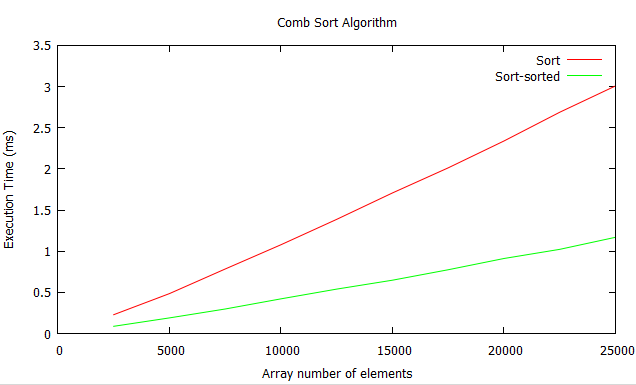 Comb Sort Algorithm
3.5
3
2.5
2
1.5
1
0.5
0
Execution Time (ms)
Sort
Sort-sorted
0 5000 10000 15000 20000 25000
Array number of elements